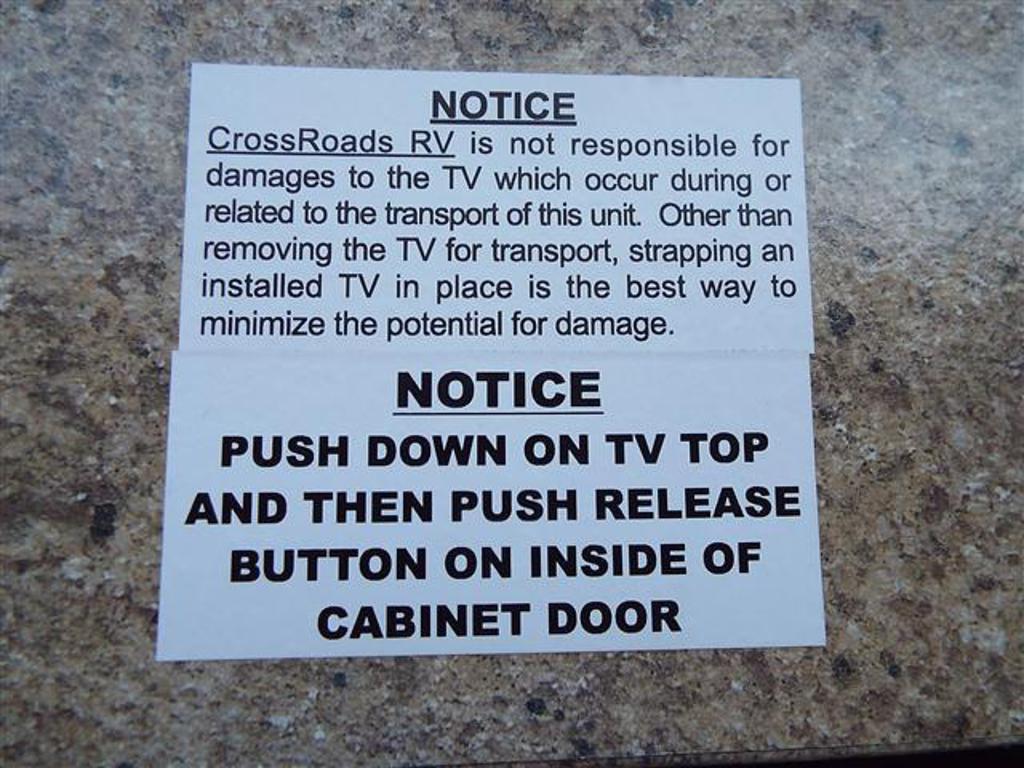 NOTICE
CrossRoads RV is not responsible for
damages to the TV which occur during or
related to the transport of this unit. Other than
removing the TV for transport, strapping an
installed TV in place is the best way to
minimize the potential for damage.
NOTICE
PUSH DOWN ON TV TOP
AND THEN PUSH RELEASE
BUTTON ON INSIDE OF
CABINET DOOR